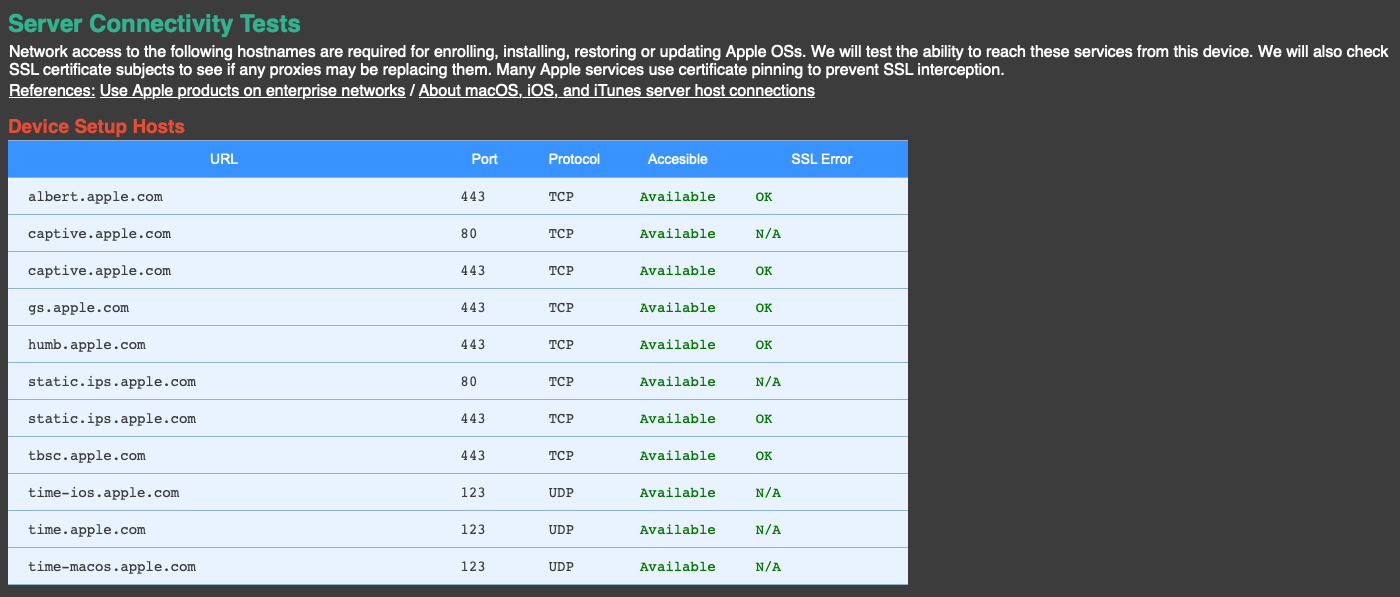 Server Connectivity Tests
Network access to the following hostnames are required for enrolling, installing, restoring or updating Apple OSs. We will test the ability to reach these services from this device. We will also check
SSL certificate subjects to see if any proxies may be replacing them. Many Apple services use certificate pinning to prevent SSL interception.
References: Use Apple products on enterprise networks / About macOS, iOS, and iTunes server host connections
Device Setup Hosts
URL Port Protocol Accesible SSL Error
albert.apple.com 443 TCP Available OK
captive.apple.com 80 TCP Available N/A
captive.apple.com 443 TCP Available OK
gs.apple.com 443 TCP Available OK
humb.apple.com 443 TCP Available OK
static.ips.apple.com 80 TCP Available N/A
static.ips.apple.com 443 TCP Available OK
tbsc.apple.com 443 TCP Available OK
time-ios.apple.com 123 UDP Available N/A
time.apple.com 123 UDP Available N/A
time-macos.apple.com 123 UDP Available N/A